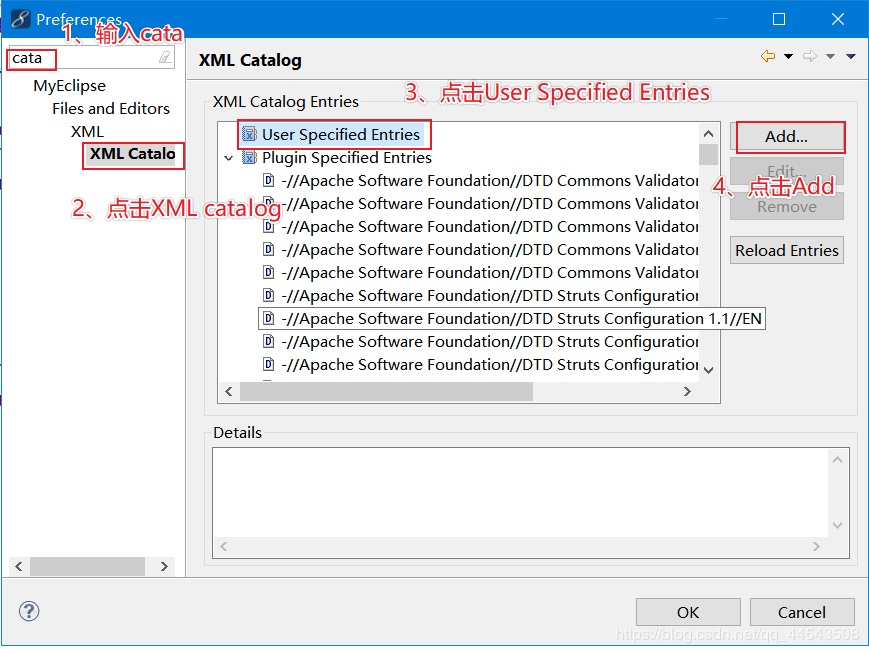 Preferences
1、输入cata
cata
MyEclipse
Files and Editors
XML
XML Catalo
2、点击XML catalog
XML Catalog
XML Catalog Entries
3、点击User Specified Entries
User Specified Entries
Plugin Specified Entries
-//Apache Software Foundation//DTD Commons Validator
-//Apache Software Foundation//DTD Commons Validator
-//Apache Software Foundation//DTD Commons Validator
-//Apache Software Foundation//DTD Commons Validator
-//Apache Software Foundation//DTD Commons Validator
-//Apache Software Foundation//DTD Struts Configuration
-//Apache Software Foundation//DTD Struts Configuration 1.1//EN
-//Apache Software Foundation//DTD Struts Configuration
-//Apache Software Foundation//DTD Struts Configuration
Add...
Edit...
4、点击Add
Remove
Reload Entries
Details
OK
Cancel
https://blog.csdn.net/qq_44543508